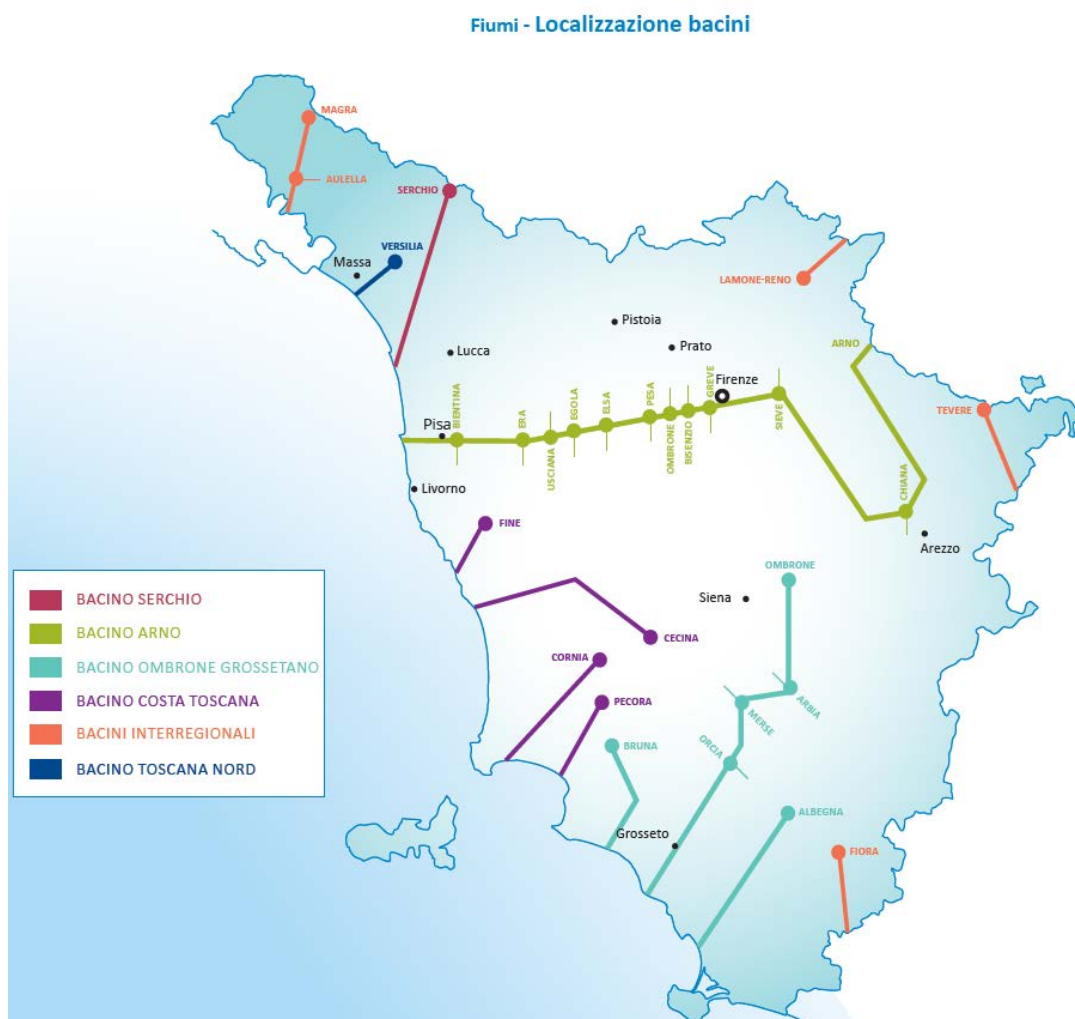 Fiumi - Localizzazione bacini
MAGRA
AULELLA
SERCHIO
VERSILIA
Massa
LAMONE-RENO
Pistoia
Prato
Lucca
ARNO
Firenze
TEVERE
BIENTINA
ERA
USCIANA
EGOLA
ELSA
PESA
OMBRONE
BISENZIO
GREVE
SIEVE
Pisa
CHIANA
Livorno
FINE
Arezzo
OMBRONE
Siena
CECINA
CORNIA
PECORA
ARBIA
MERSE
ORCIA
BRUNA
ALBEGNA
Grosseto
FIORA
BACINO SERCHIO
BACINO ARNO
BACINO OMBRONE GROSSETANO
BACINO COSTA TOSCANA
BACINI INTERREGIONALI
BACINO TOSCANA NORD